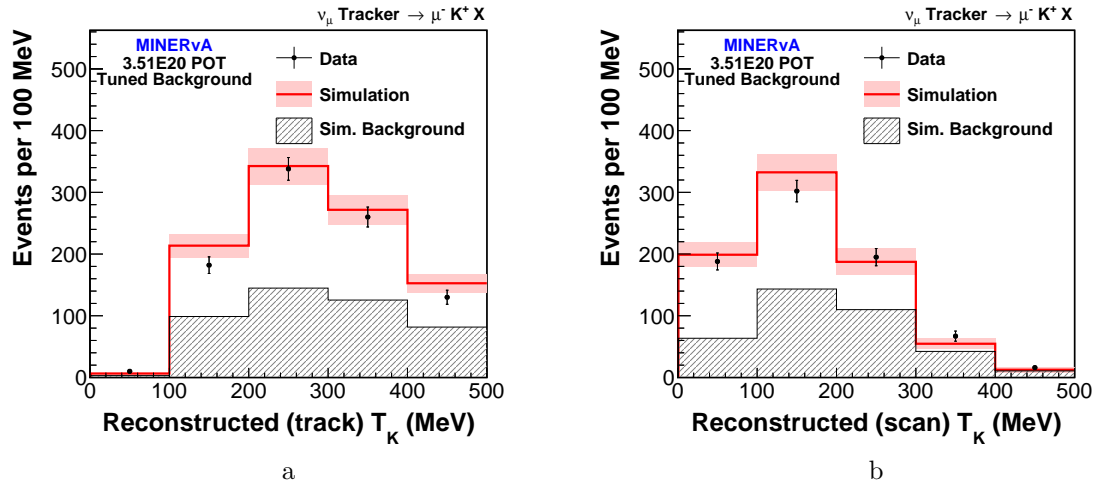 ν_μ Tracker → μ⁻ K⁺ X
MINERνA
3.51E20 POT
Tuned Background
Data
Simulation
Sim. Background
Events per 100 MeV
500
400
300
200
100
0
0 100 200 300 400 500
Reconstructed (track) T_K (MeV)
a
ν_μ Tracker → μ⁻ K⁺ X
MINERνA
3.51E20 POT
Tuned Background
Data
Simulation
Sim. Background
Events per 100 MeV
500
400
300
200
100
0
0 100 200 300 400 500
Reconstructed (scan) T_K (MeV)
b